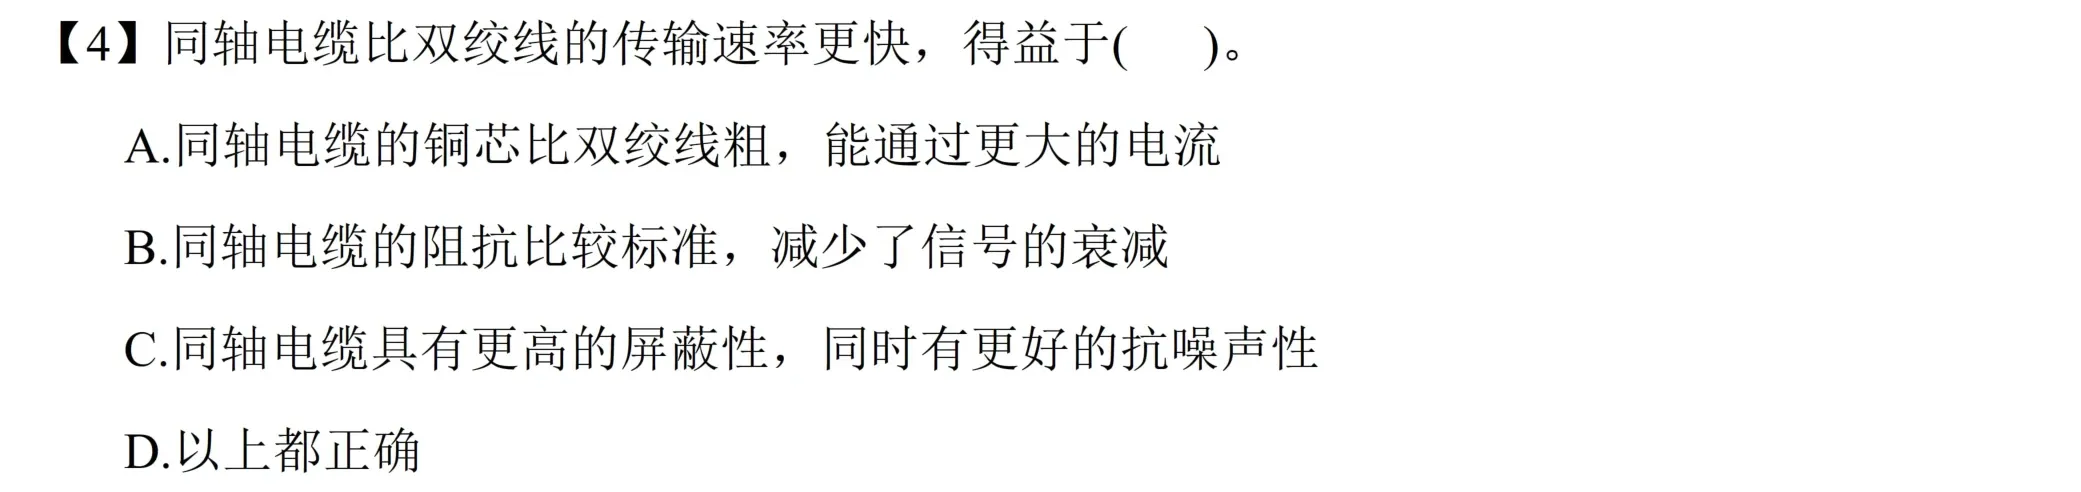 【4】同轴电缆比双绞线的传输速率更快，得益于(  )。
A.同轴电缆的铜芯比双绞线粗，能通过更大的电流
B.同轴电缆的阻抗比较标准，减少了信号的衰减
C.同轴电缆具有更高的屏蔽性，同时有更好的抗噪声性
D.以上都正确